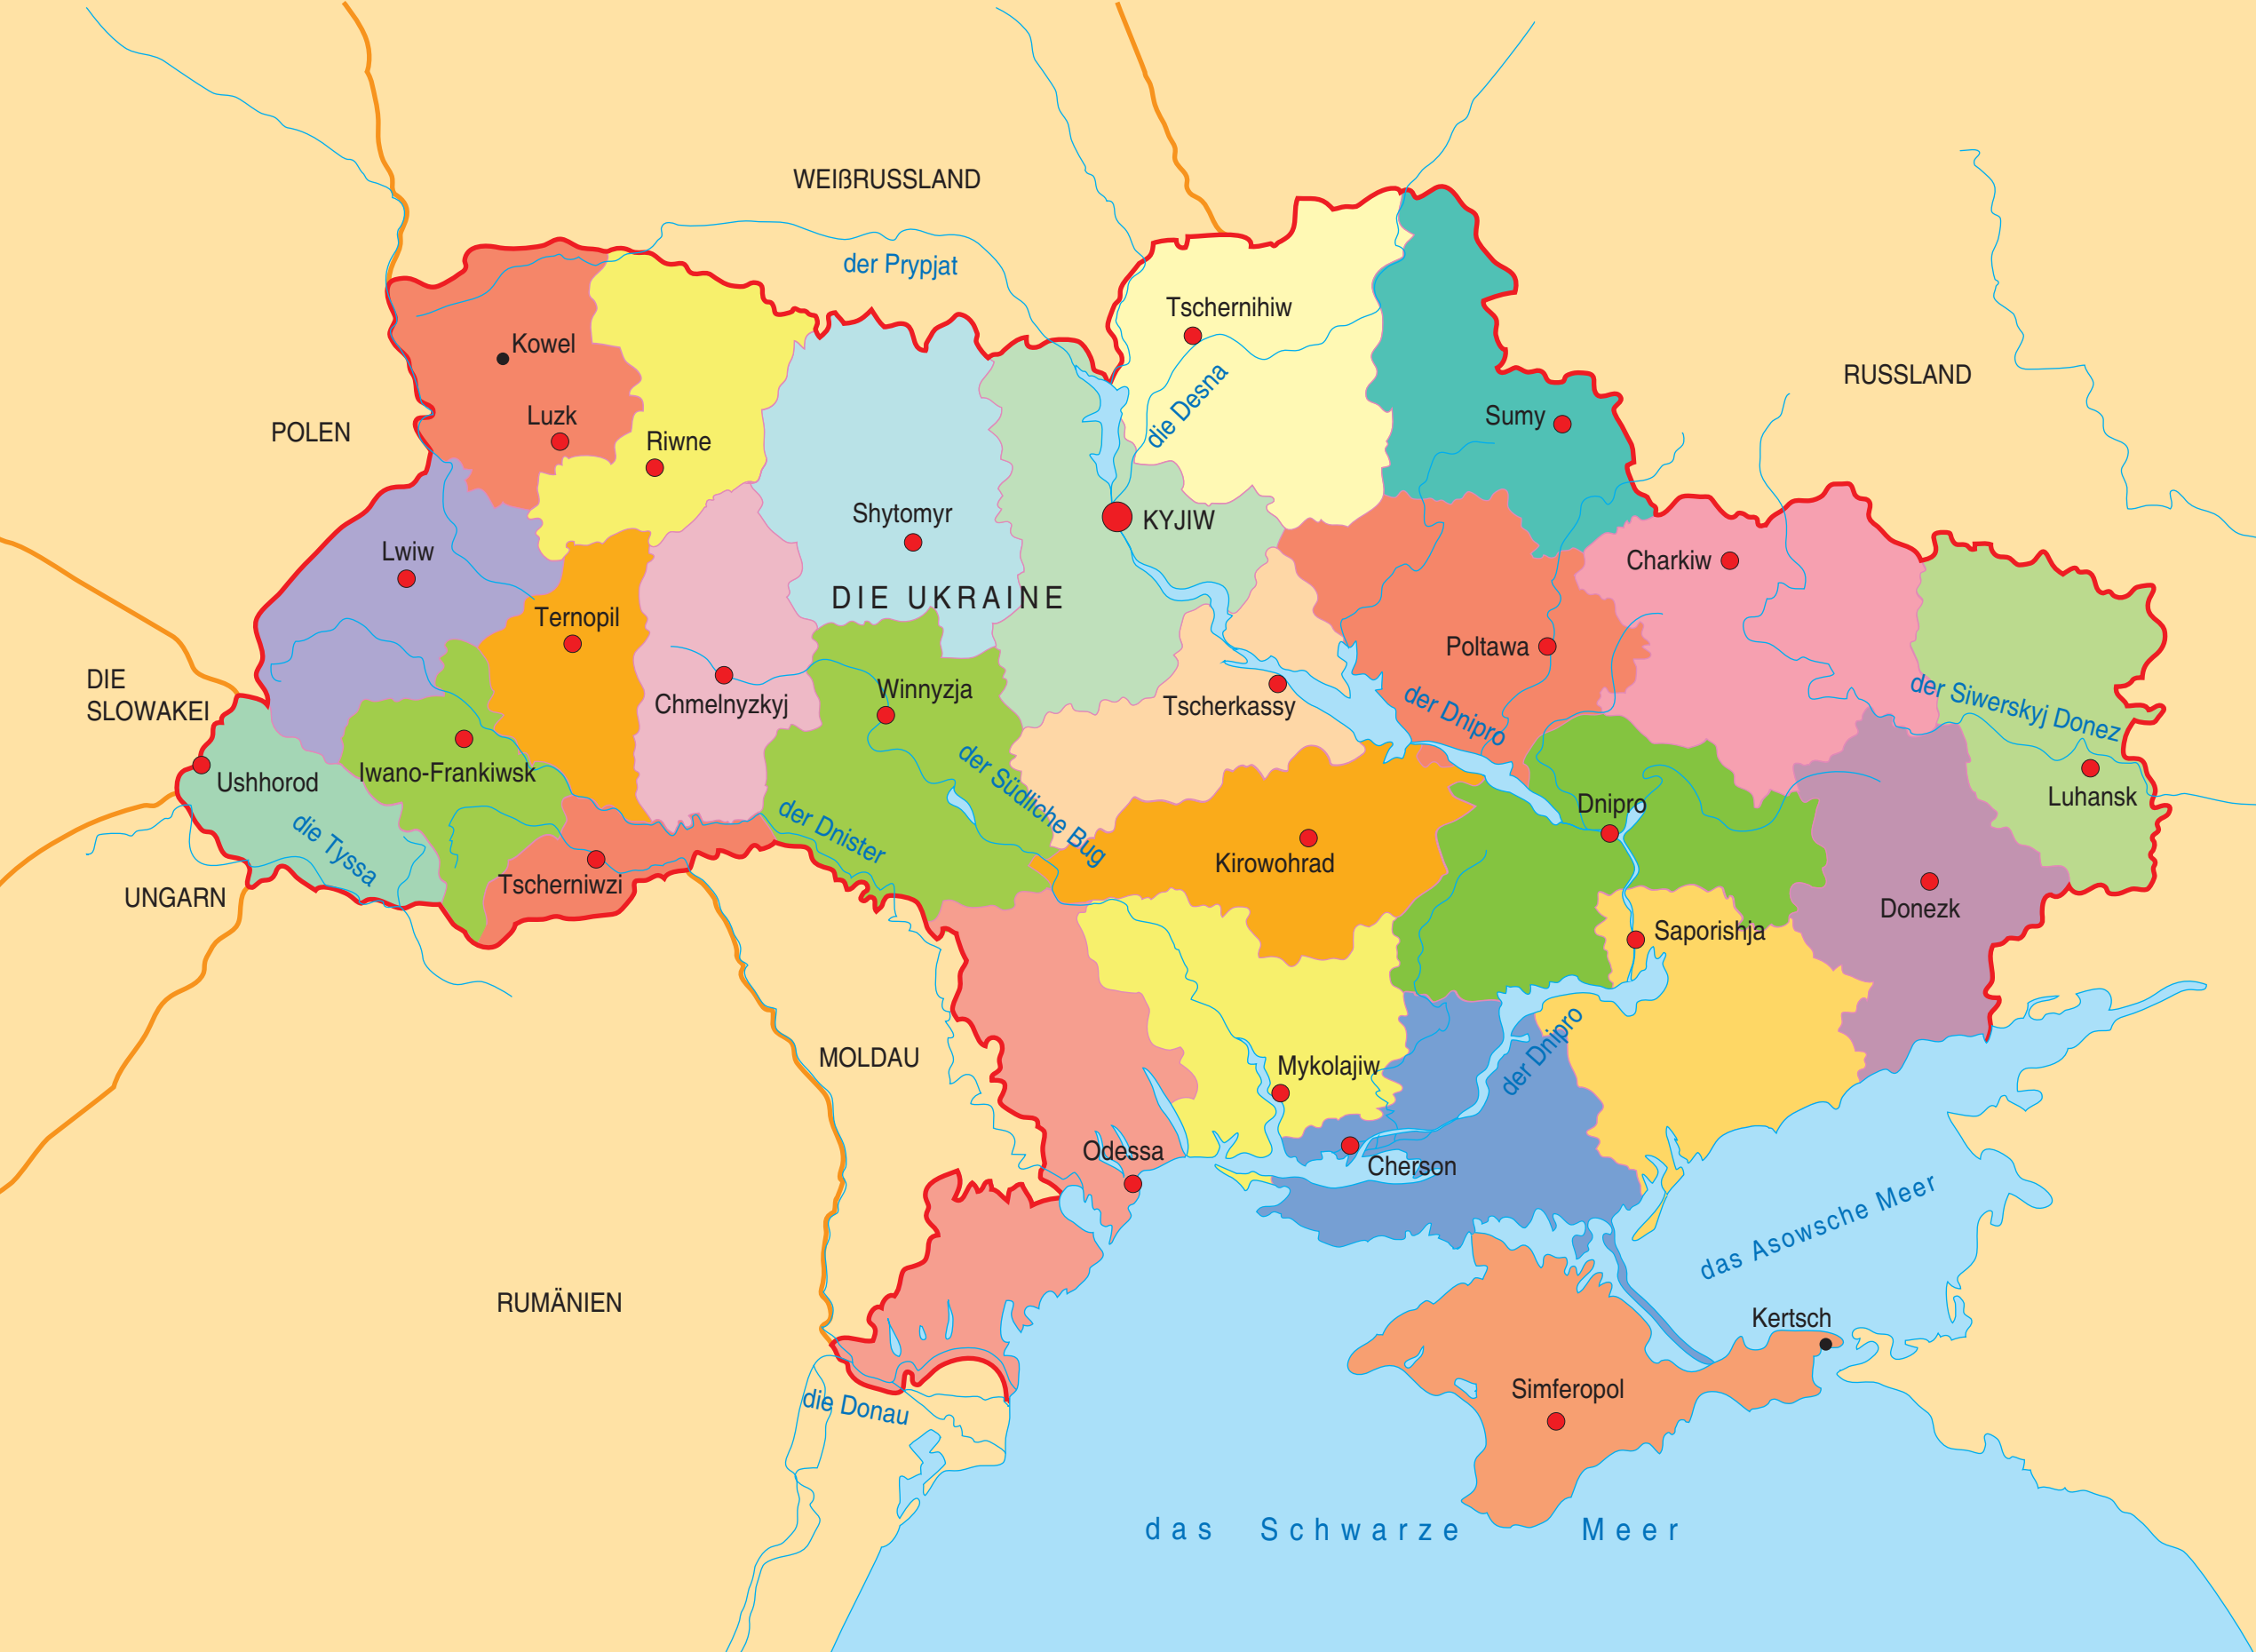 WEIßRUSSLAND
der Prypjat
Tschernihiw
Kowel
RUSSLAND
die Desna
Luzk
Sumy
POLEN
Riwne
Shytomyr
KYJIW
Lwiw
Charkiw
DIE UKRAINE
Ternopil
Poltawa
DIE
SLOWAKEI
Winnyzja
Chmelnyzkyj
Tscherkassy
der Dnipro
der Siwerskyj Donez
Ushhorod
Iwano-Frankiwsk
der Südliche Bug
Luhansk
Dnipro
der Dnister
die Tyssa
Kirowohrad
Tscherniwzi
UNGARN
Donezk
Saporishja
MOLDAU
Mykolajiw
der Dnipro
Odessa
Cherson
das Asowsche Meer
RUMÄNIEN
Kertsch
Simferopol
die Donau
das Schwarze Meer